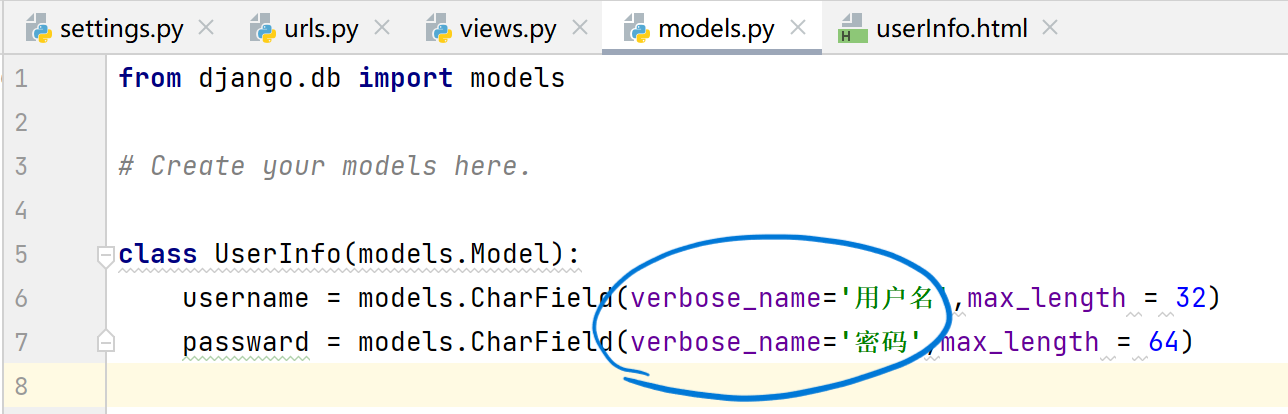 settings.py urls.py views.py models.py H userInfo.html
1 from django.db import models
2
3 # Create your models here.
4
5 class UserInfo(models.Model):
6 username = models.CharField(verbose_name='用户名',max_length = 32)
7 passward = models.CharField(verbose_name='密码',max_length = 64)
8